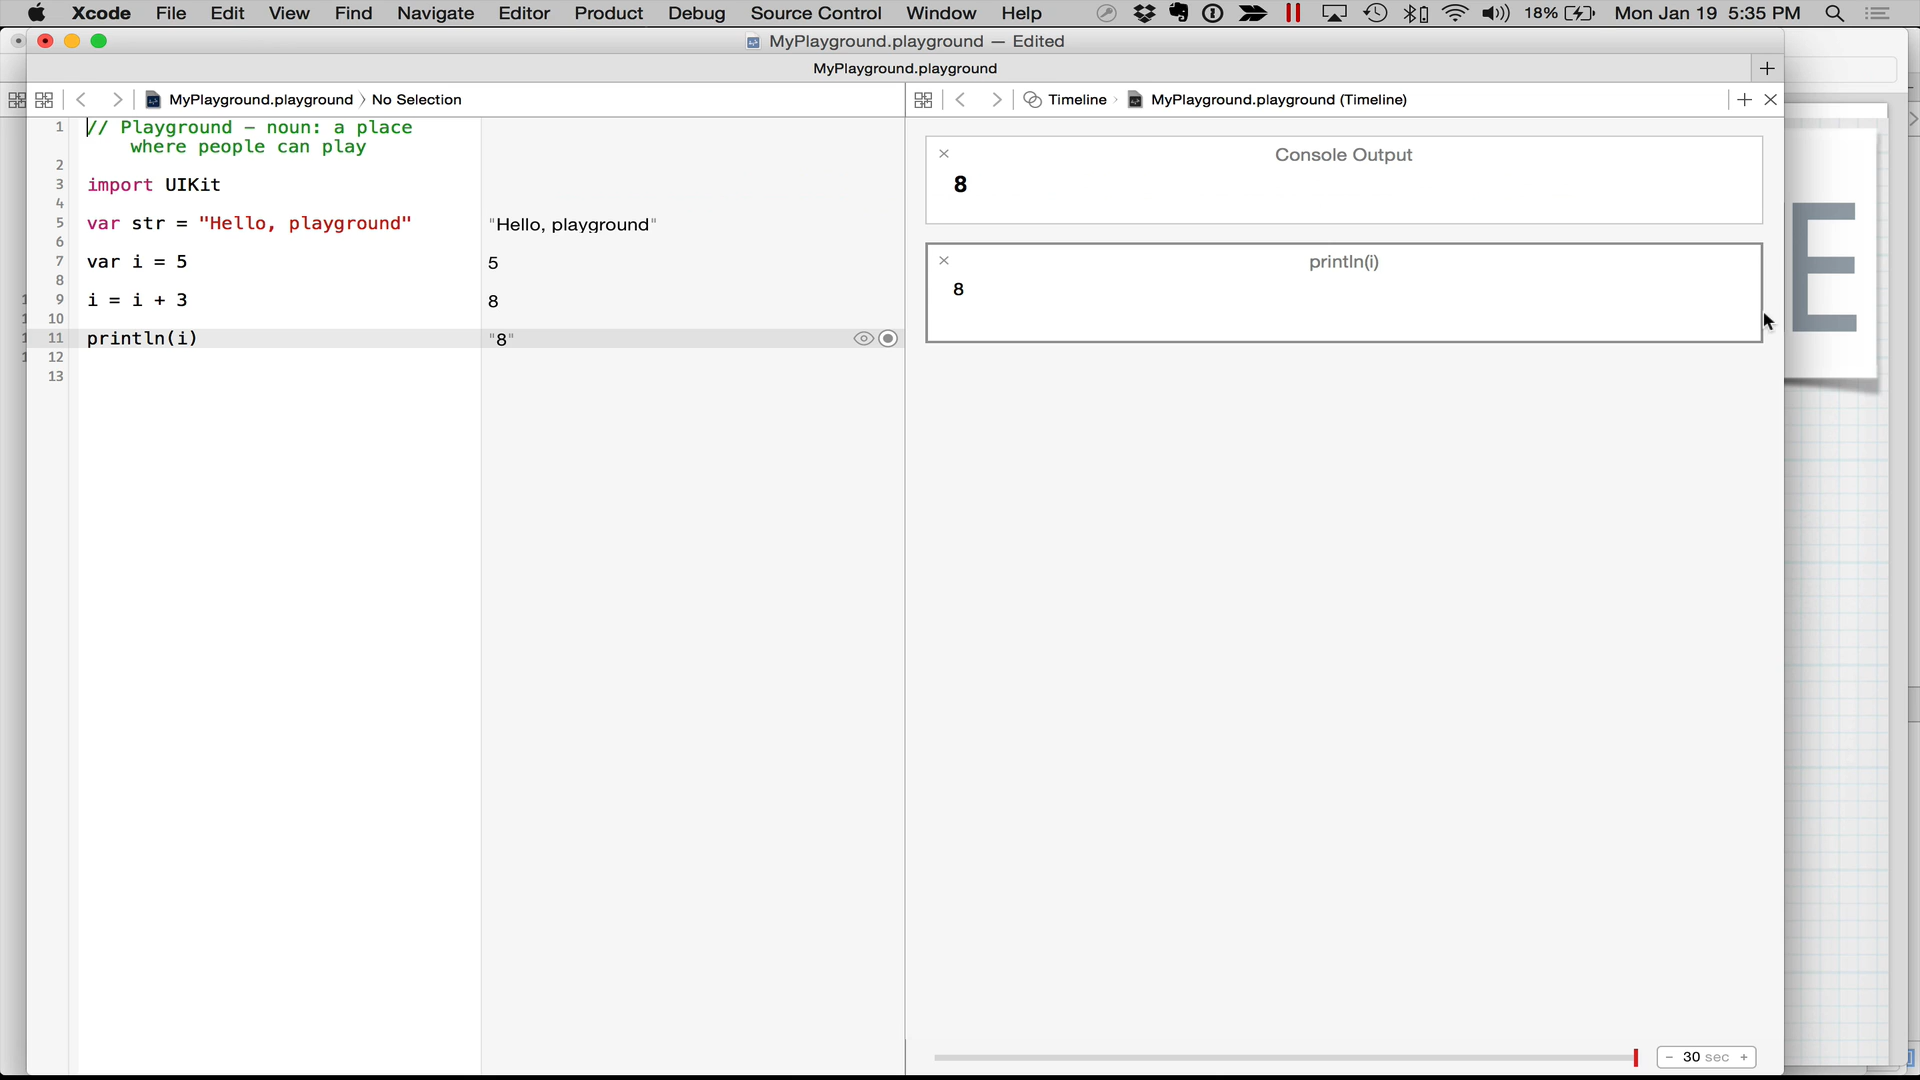 Xcode File Edit View Find Navigate Editor Product Debug Source Control Window Help 18% Mon Jan 19 5:35 PM
MyPlayground.playground — Edited
MyPlayground.playground +
MyPlayground.playground 〉 No Selection
Timeline 〉 MyPlayground.playground (Timeline)
1 // Playground – noun: a place
where people can play
2
3 import UIKit
4
5 var str = "Hello, playground" "Hello, playground"
6
7 var i = 5 5
8
9 i = i + 3 8
10
11 println(i) "8"
12
13
Console Output
8
println(i)
8
E
- 30 sec +